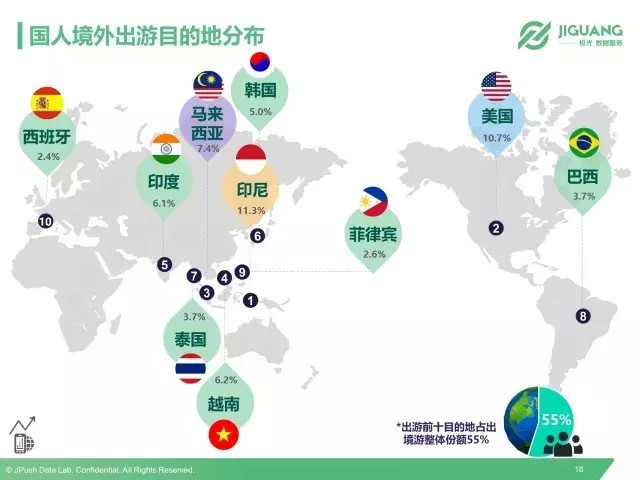 国人境外出游目的地分布
JIGUANG
极光 数据服务
韩国
5.0%
马来
西亚
7.4%
美国
10.7%
西班牙
2.4%
印度
6.1%
印尼
11.3%
巴西
3.7%
菲律宾
2.6%
10
6
2
5
7
4
9
3
1
8
3.7%
泰国
6.2%
越南
*出游前十目的地占出
境游整体份额55%
55%
© JPush Data Lab. Confidential. All Rights Reserved.
18